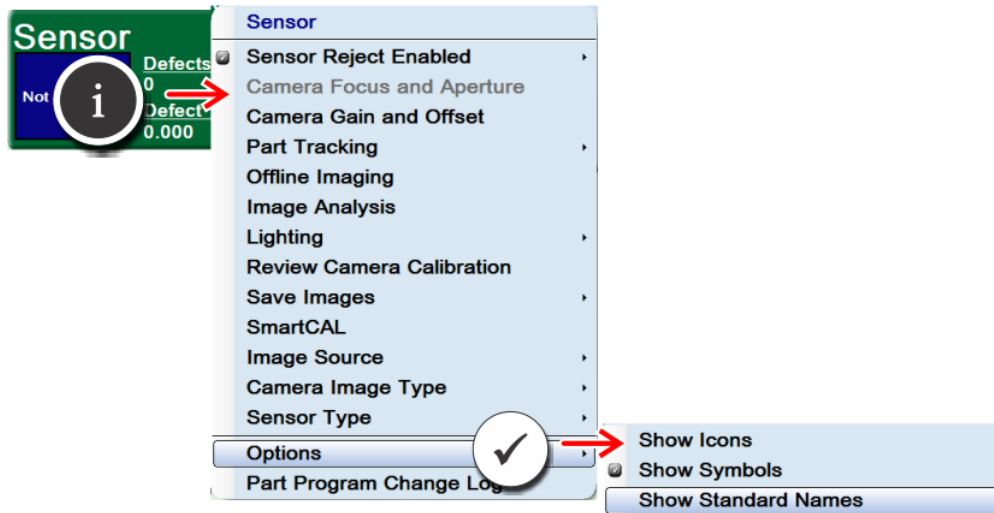 Sensor
Not
Defects
0
Defect
0.000
i
Sensor
Sensor Reject Enabled
Camera Focus and Aperture
Camera Gain and Offset
Part Tracking
Offline Imaging
Image Analysis
Lighting
Review Camera Calibration
Save Images
SmartCAL
Image Source
Camera Image Type
Sensor Type
Options
Part Program Change Log
Show Icons
Show Symbols
Show Standard Names